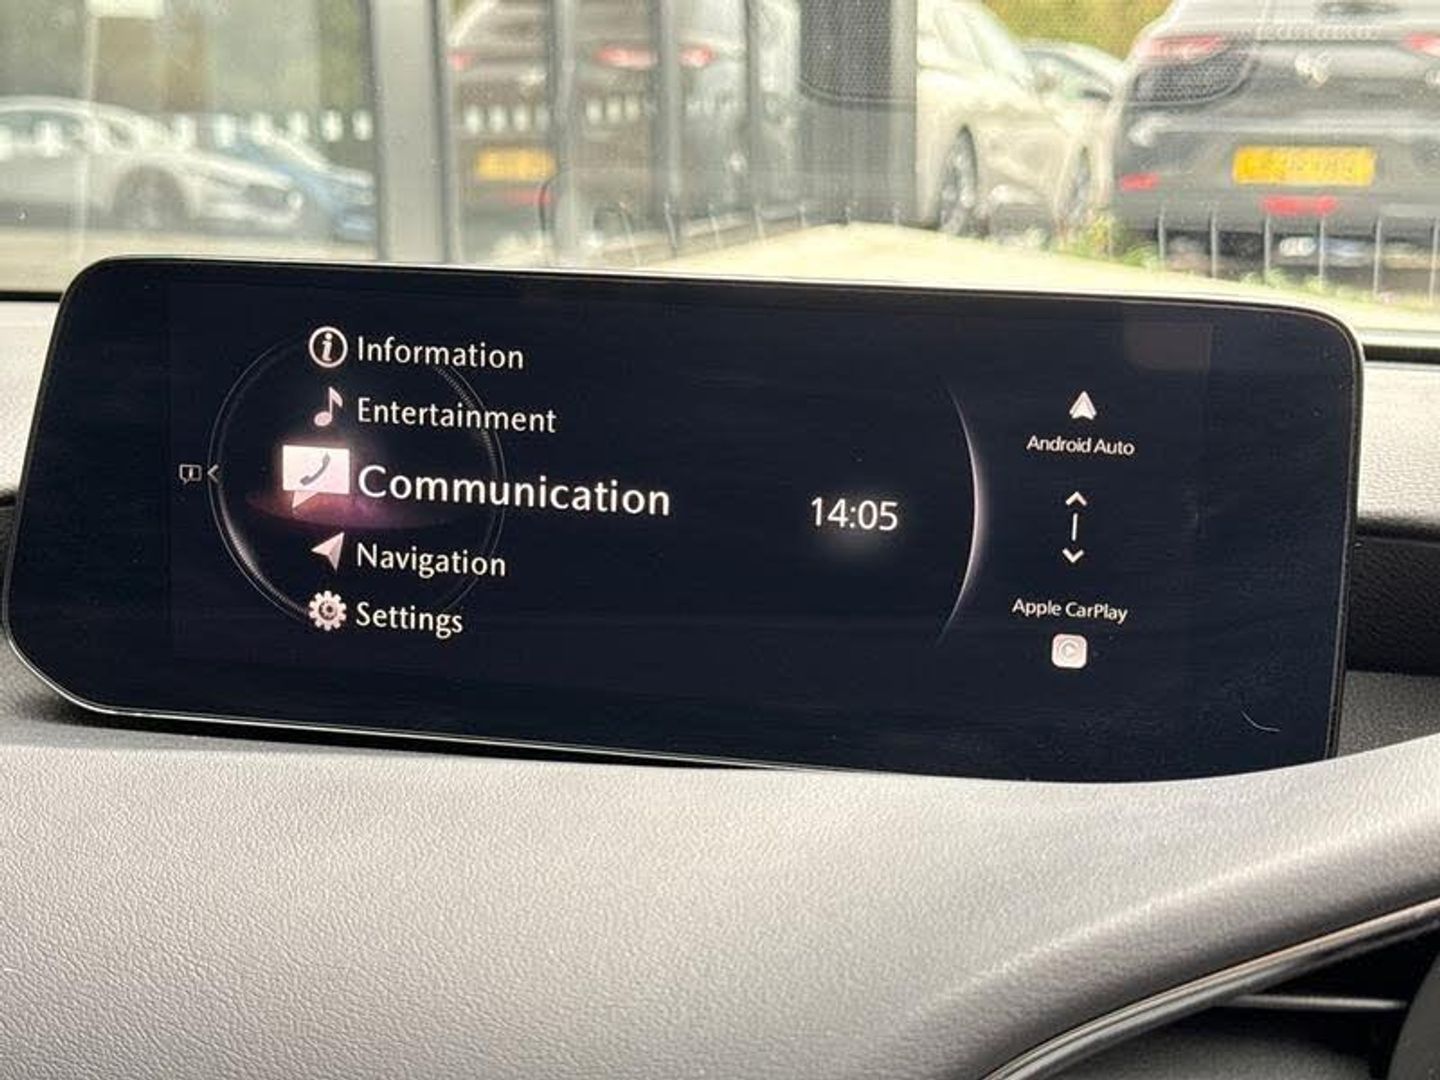 Information
Entertainment
Communication
Navigation
Settings
14:05
Android Auto
Apple CarPlay